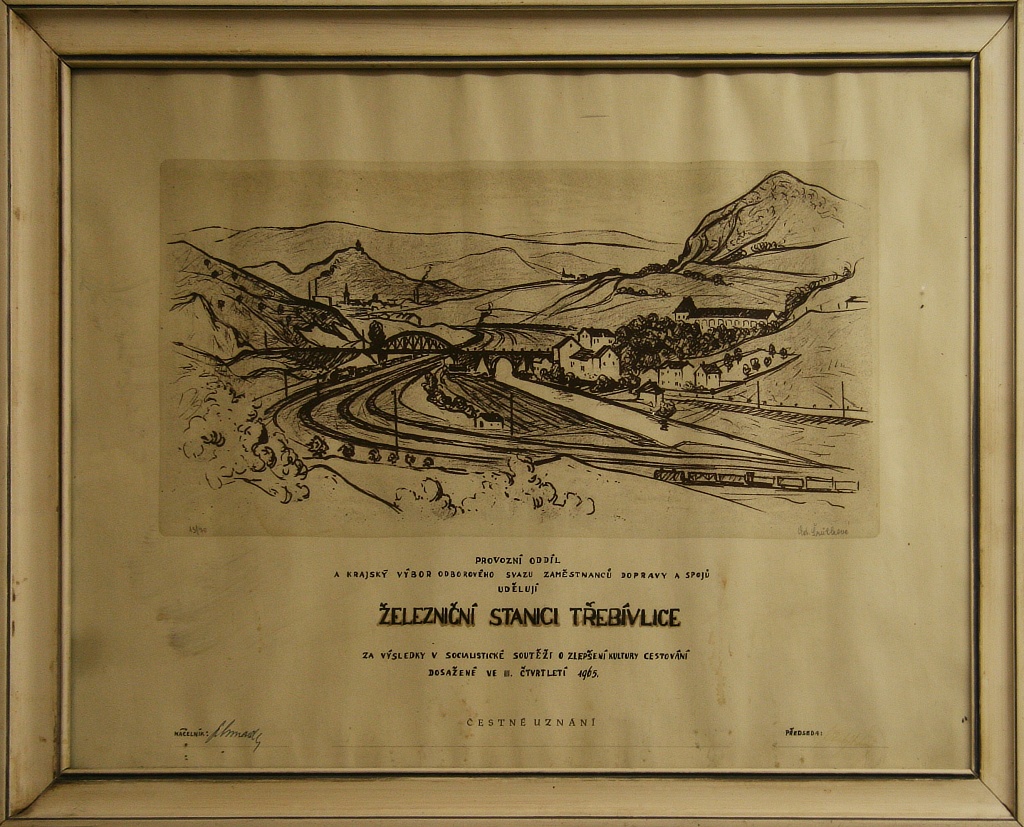 PROVOZNÍ ODDÍL
A KRAJSKÝ VÝBOR ODBOROVÉHO SVAZU ZAMĚSTNANCŮ DOPRAVY A SPOJŮ
UDĚLUJÍ
ŽELEZNIČNÍ STANICI TŘEBÍVLICE
ZA VÝSLEDKY V SOCIALISTICKÉ SOUTĚŽI O ZLEPŠENÍ KULTURY CESTOVÁNÍ
DOSAŽENÉ VE III. ČTVRTLETÍ 1965.
ČESTNÉ UZNÁNÍ
NÁČELNÍK:
PŘEDSEDA: